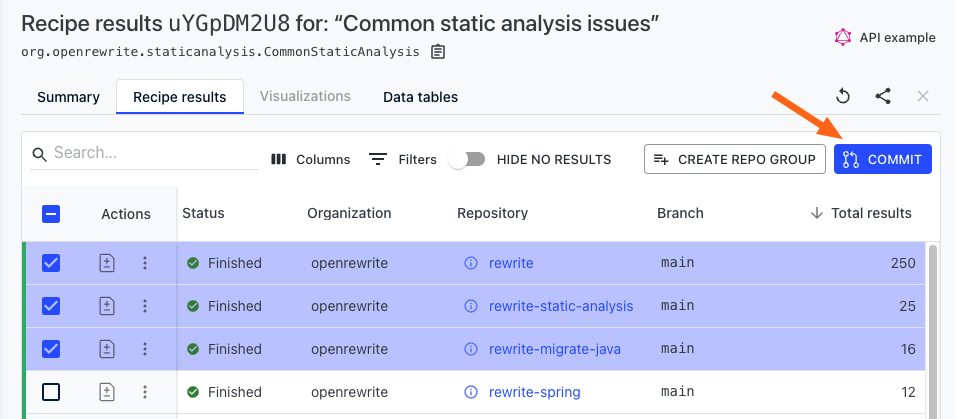 Recipe results uYGpDM2U8 for: “Common static analysis issues”
org.openrewrite.staticanalysis.CommonStaticAnalysis
API example
Summary Recipe results Visualizations Data tables
Search... Columns Filters HIDE NO RESULTS CREATE REPO GROUP COMMIT
Actions Status Organization Repository Branch Total results
Finished openrewrite rewrite main 250
Finished openrewrite rewrite-static-analysis main 25
Finished openrewrite rewrite-migrate-java main 16
Finished openrewrite rewrite-spring main 12